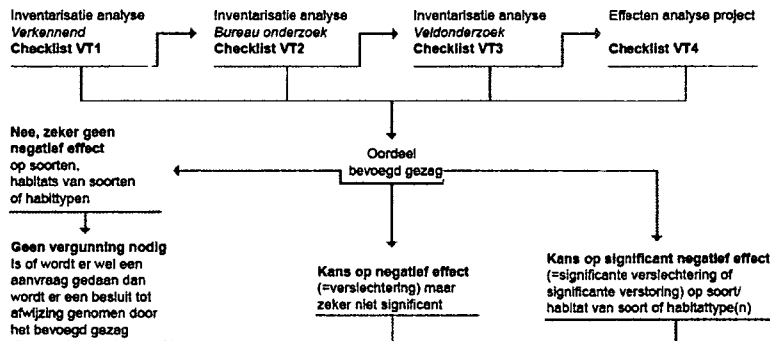 Inventarisatie analyse
Verkennend
Checklist VT1
Inventarisatie analyse
Bureau onderzoek
Checklist VT2
Inventarisatie analyse
Veldonderzoek
Checklist VT3
Effecten analyse project
Checklist VT4
Oordeel
bevoegd gezag
Nee, zeker geen
negatief effect
op soorten,
habitats van soorten
of habittypen
Geen vergunning nodig
Is of wordt er wel een
aanvraag gedaan dan
wordt er een besluit tot
afwijzing genomen door
het bevoegd gezag
Kans op negatief effect
(=verslechtering) maar
zeker niet significant
Kans op significant negatief effect
(=significante verslechtering of
significante verstoring) op soort/
habitat van soort of habitattype(n)